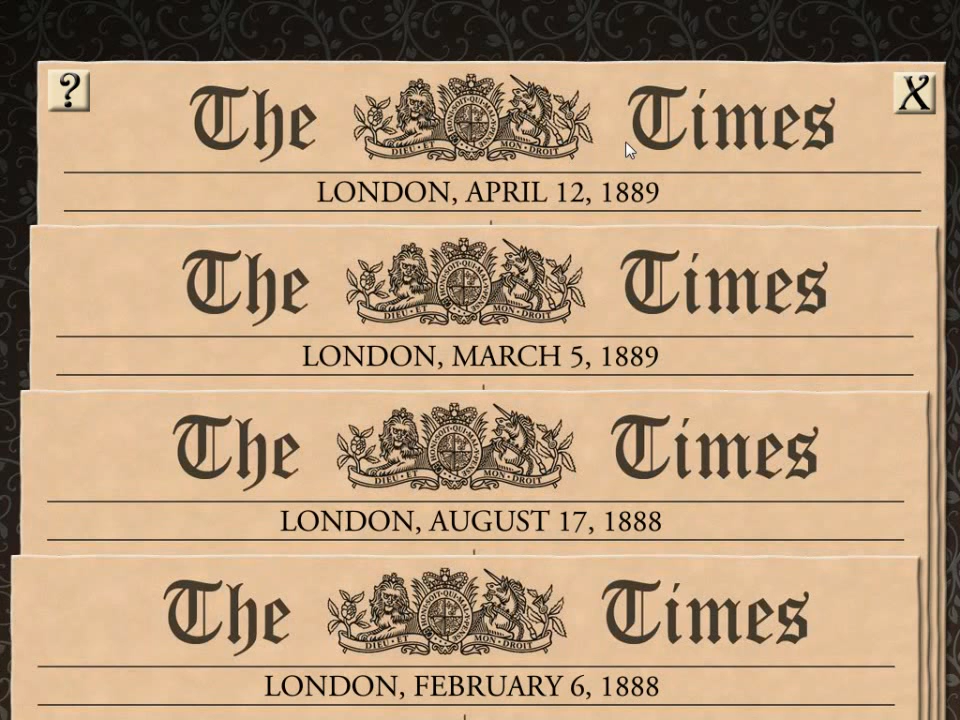 ?
X
The Times
DIEU · ET MON · DROIT
LONDON, APRIL 12, 1889
The Times
DIEU · ET MON · DROIT
LONDON, MARCH 5, 1889
The Times
DIEU · ET MON · DROIT
LONDON, AUGUST 17, 1888
The Times
DIEU · ET MON · DROIT
LONDON, FEBRUARY 6, 1888